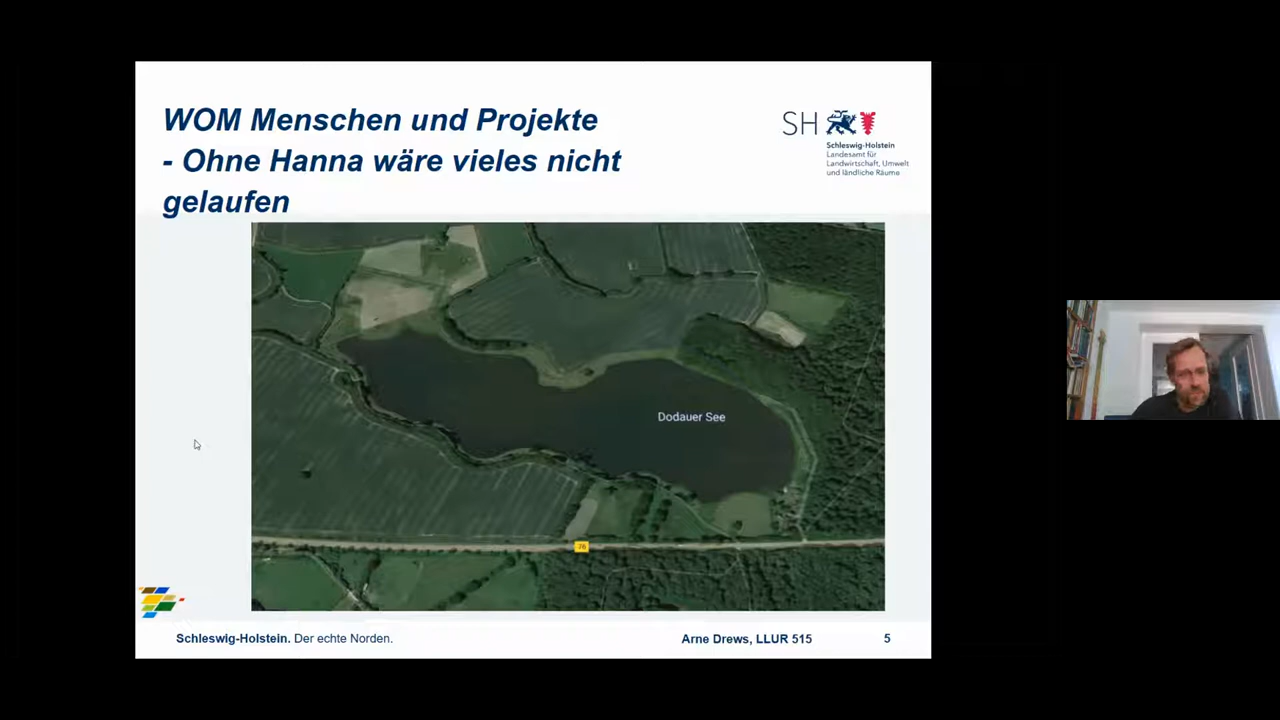 WOM Menschen und Projekte
- Ohne Hanna wäre vieles nicht
gelaufen
SH
Schleswig-Holstein
Landesamt für
Landwirtschaft, Umwelt
und ländliche Räume
Dodauer See
76
Schleswig-Holstein. Der echte Norden.
Arne Drews, LLUR 515
5